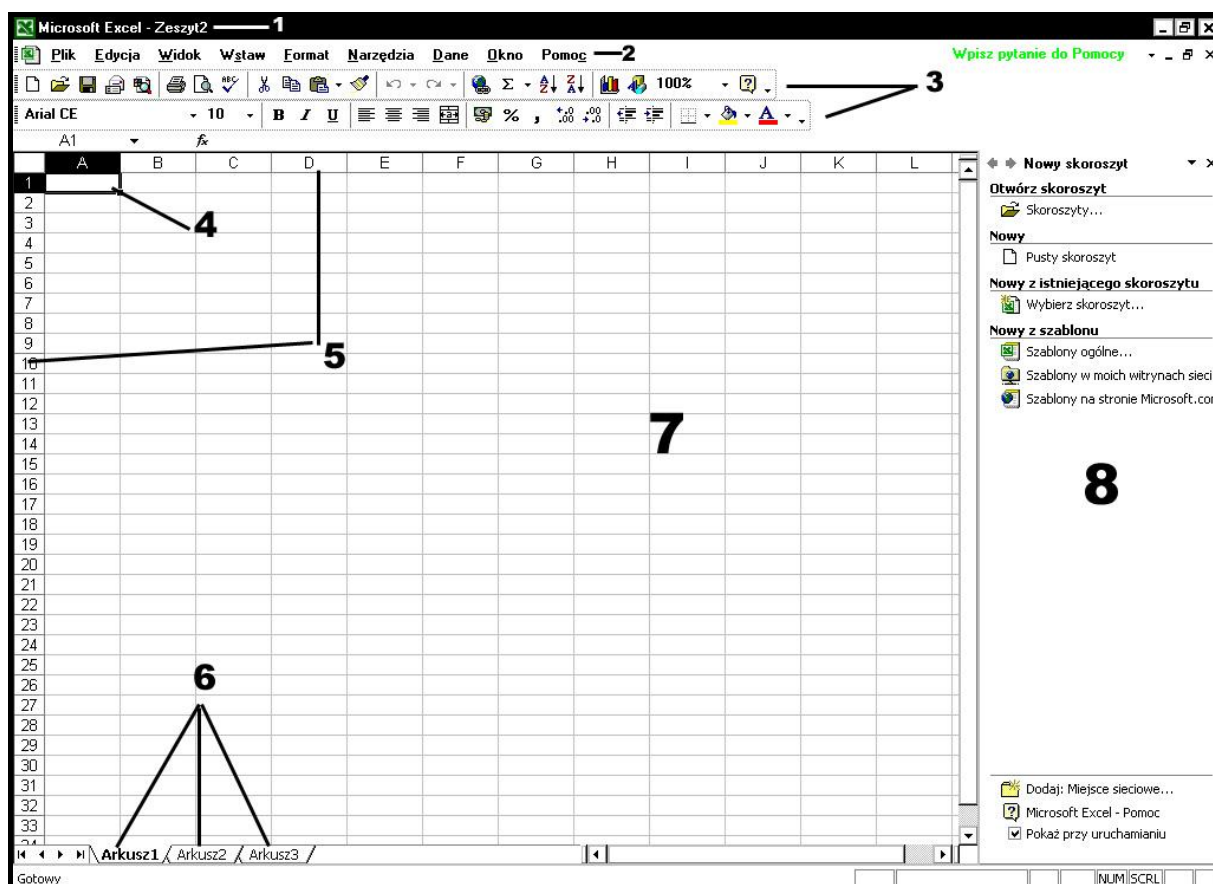 Microsoft Excel - Zeszyt2 1
Plik Edycja Widok Wstaw Format Narzędzia Dane Okno Pomoc 2 Wpisz pytanie do Pomocy
ABC Σ A Z Z A 100% ? 3
Arial CE 10 B I U % , ,00 ,0 A
A1 fx
A B C D E F G H I J K L
Nowy skoroszyt
1
Otwórz skoroszyt
2
Skoroszyty...
3
4
4
Nowy
5
Pusty skoroszyt
6
Nowy z istniejącego skoroszytu
7
Wybierz skoroszyt...
8
Nowy z szablonu
9
5
Szablony ogólne...
10
11
Szablony w moich witrynach sieci
12
Szablony na stronie Microsoft.com
13
7
14
15
16
8
17
18
19
20
21
22
23
24
25
6
26
27
28
29
30
31
Dodaj: Miejsce sieciowe...
32
Microsoft Excel - Pomoc
33
Pokaż przy uruchamianiu
Arkusz1 Arkusz2 Arkusz3
Gotowy NUM SCRL